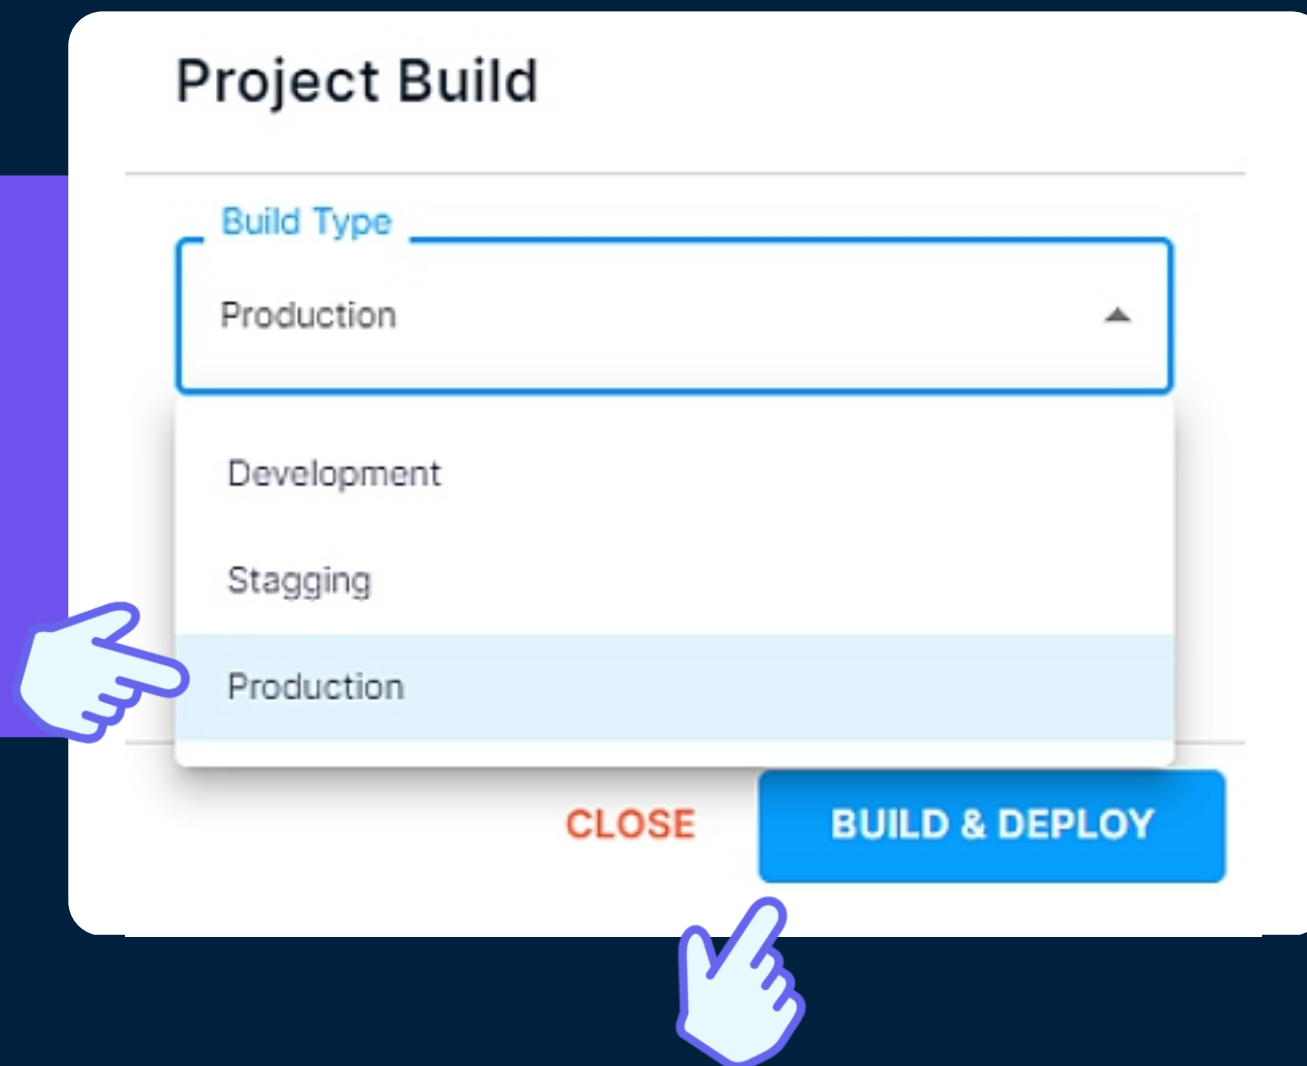 Project Build
Build Type
Production
Development
Stagging
Production
CLOSE
BUILD & DEPLOY